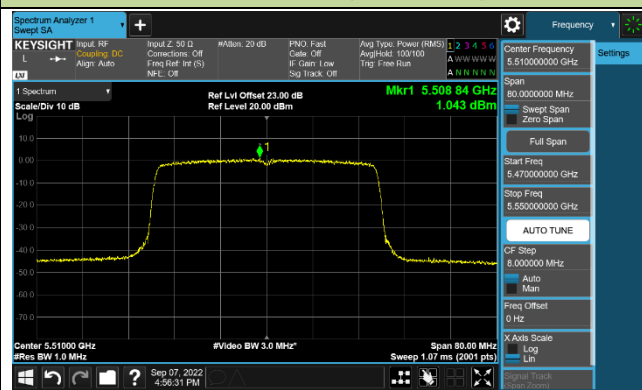 Spectrum Analyzer 1
Swept SA
Frequency
KEYSIGHT
Input: RF
Coupling: DC
Align: Auto
Input Z: 50 Ω
Corrections: Off
Freq Ref: Int (S)
NFE: Off
#Atten: 20 dB
PNO: Fast
Gate: Off
IF Gain: Low
Sig Track: Off
Avg Type: Power (RMS)
Avg|Hold: 100/100
Trig: Free Run
1 2 3 4 5 6
A W W W W W
A N N N N N
L
LXI
Center Frequency
5.510000000 GHz
Settings
Span
80.0000000 MHz
Swept Span
Zero Span
Full Span
Start Freq
5.470000000 GHz
Stop Freq
5.550000000 GHz
AUTO TUNE
CF Step
8.000000 MHz
Auto
Man
Freq Offset
0 Hz
X Axis Scale
Log
Lin
Signal Track
(Span Zoom)
1 Spectrum
Scale/Div 10 dB
Log
Ref Lvl Offset 23.00 dB
Ref Level 20.00 dBm
Mkr1 5.508 84 GHz
1.043 dBm
1
10.0
0.00
-10.0
-20.0
-30.0
-40.0
-50.0
-60.0
-70.0
Center 5.51000 GHz
#Res BW 1.0 MHz
#Video BW 3.0 MHz*
Span 80.00 MHz
Sweep 1.07 ms (2001 pts)
Sep 07, 2022
4:56:31 PM